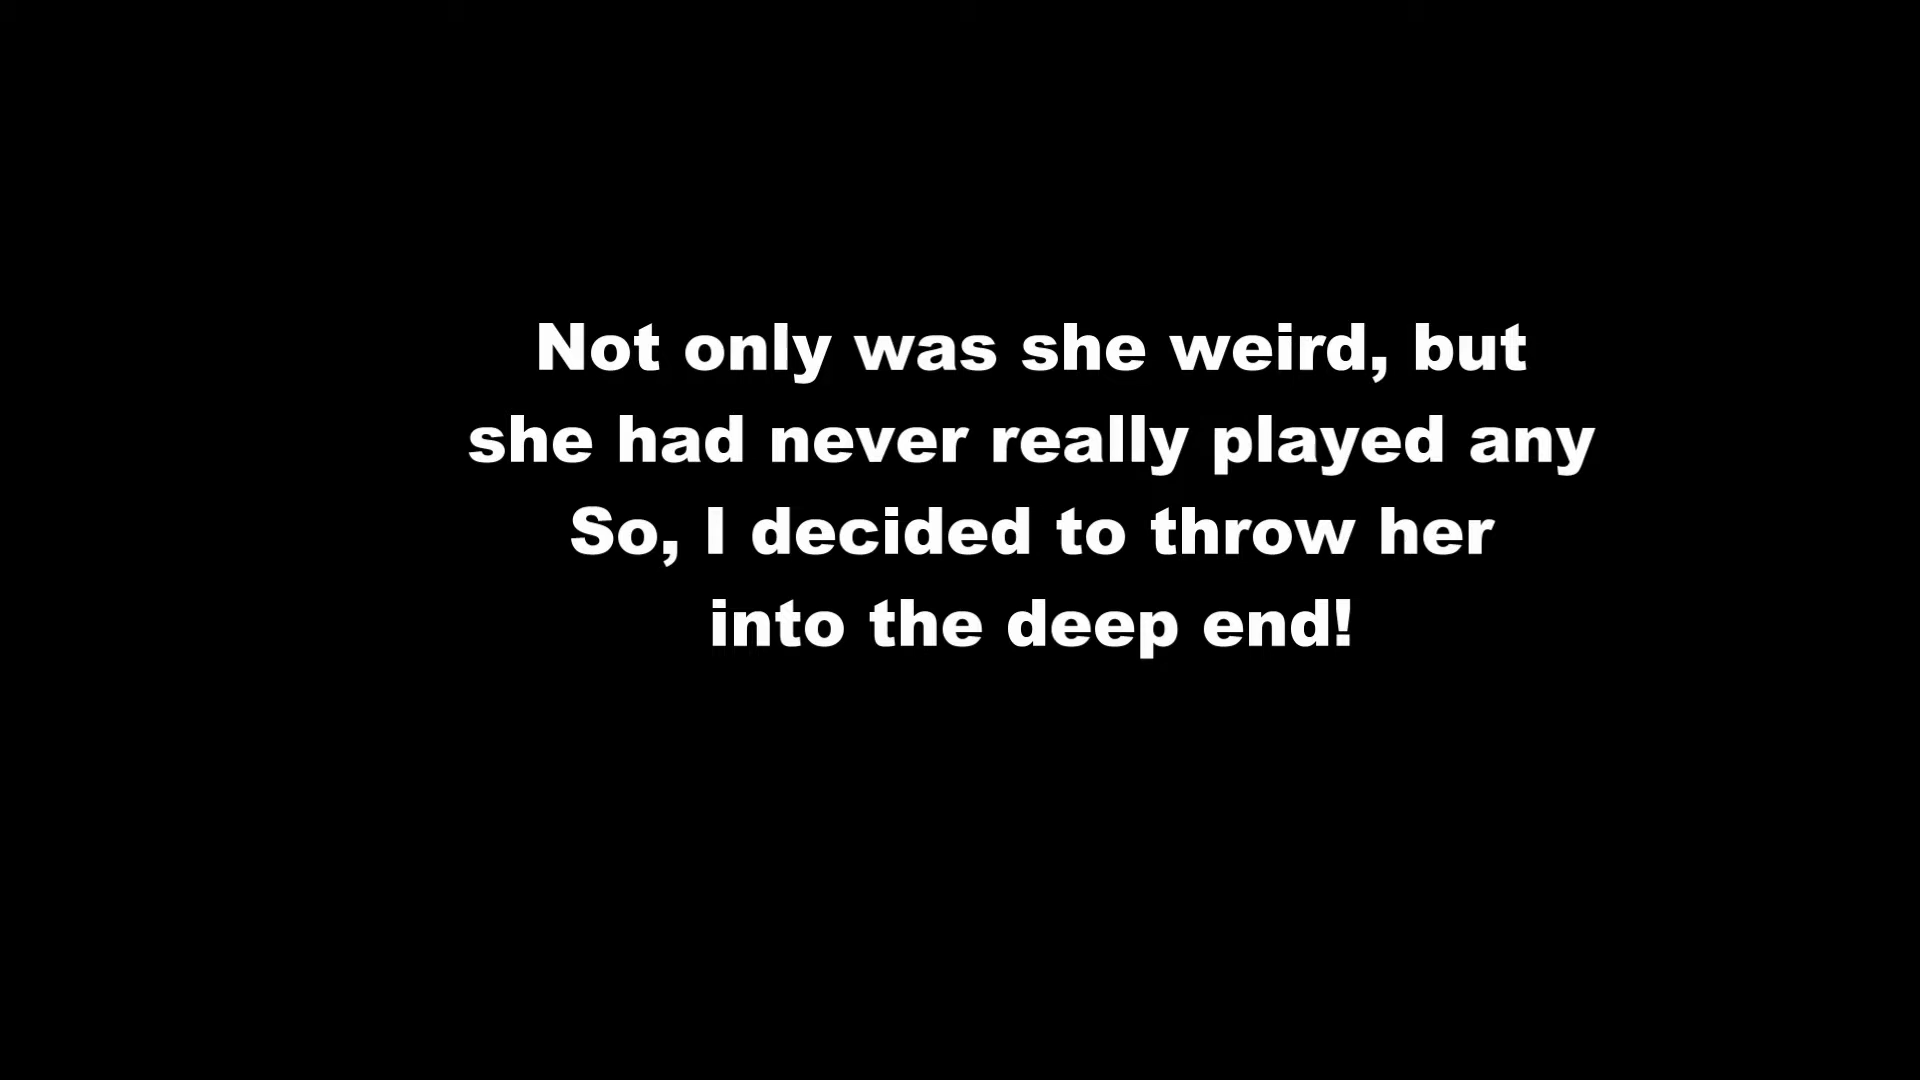 Not only was she weird, but
she had never really played any
So, I decided to throw her
into the deep end!